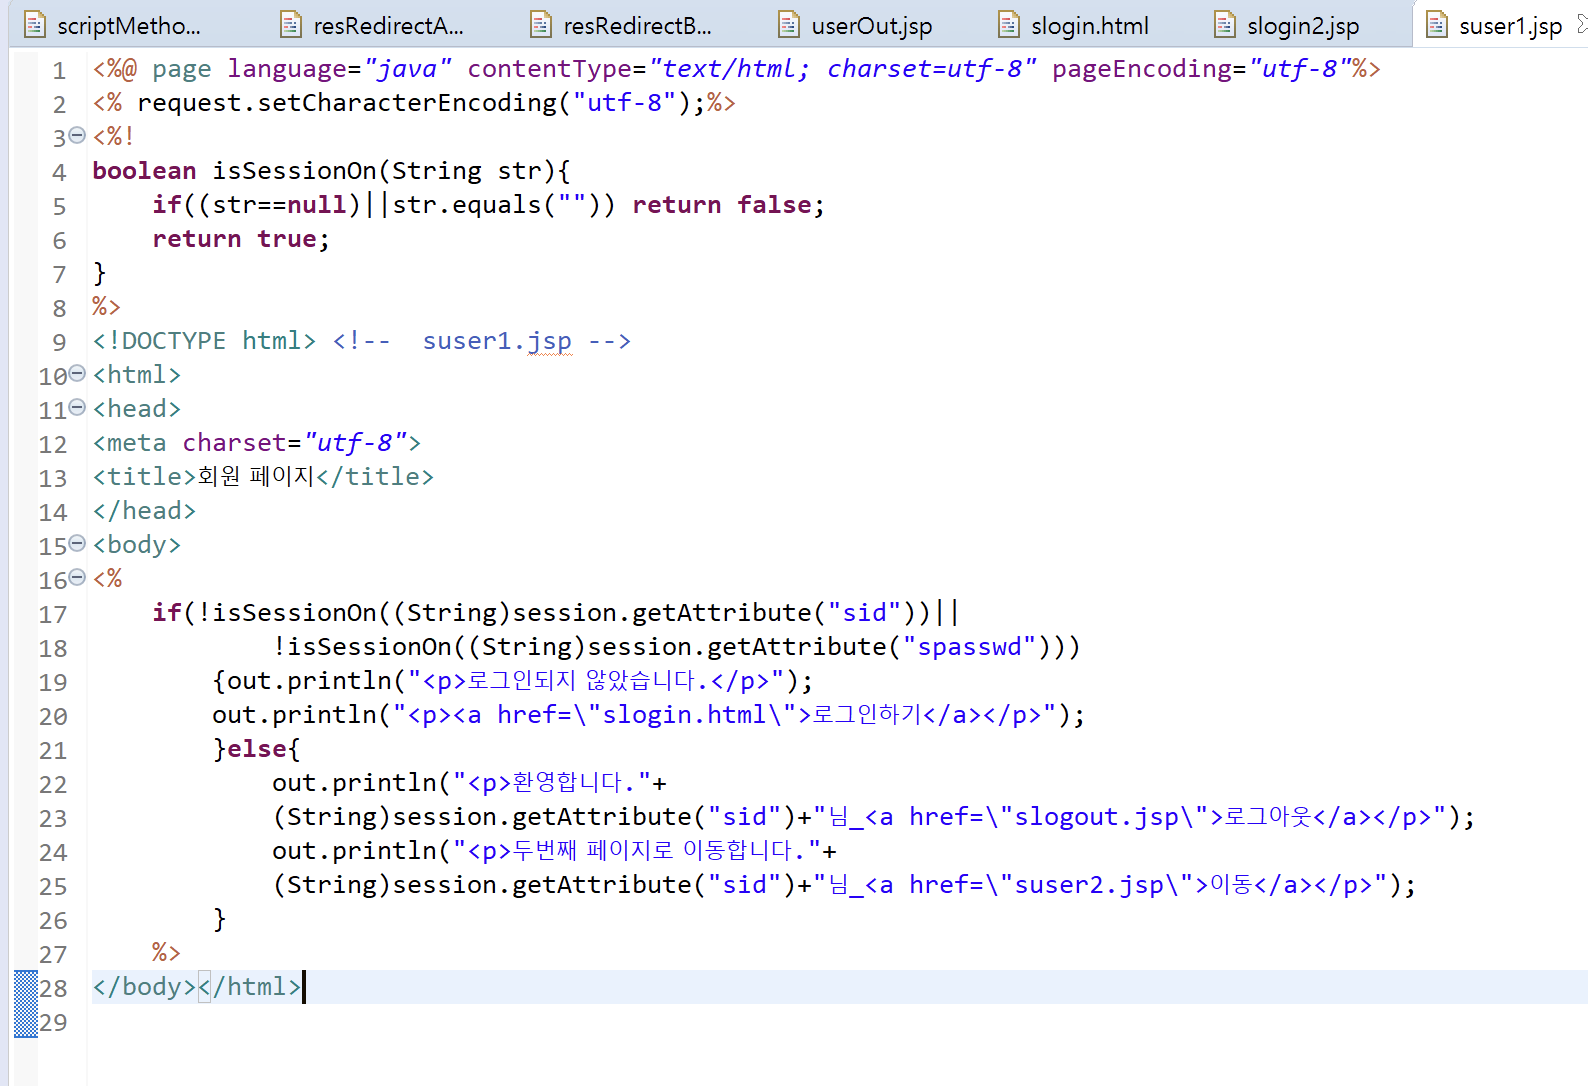 scriptMetho... resRedirectA... resRedirectB... userOut.jsp slogin.html slogin2.jsp suser1.jsp
1 <%@ page language="java" contentType="text/html; charset=utf-8" pageEncoding="utf-8"%>
2 <% request.setCharacterEncoding("utf-8");%>
3 <%!
4 boolean isSessionOn(String str){
5     if((str==null)||str.equals("")) return false;
6     return true;
7 }
8 %>
9 <!DOCTYPE html> <!--  suser1.jsp -->
10 <html>
11 <head>
12 <meta charset="utf-8">
13 <title>회원 페이지</title>
14 </head>
15 <body>
16 <%
17     if(!isSessionOn((String)session.getAttribute("sid"))||
18             !isSessionOn((String)session.getAttribute("spasswd")))
19         {out.println("<p>로그인되지 않았습니다.</p>");
20         out.println("<p><a href=\"slogin.html\">로그인하기</a></p>");
21         }else{
22             out.println("<p>환영합니다."+
23             (String)session.getAttribute("sid")+"님_<a href=\"slogout.jsp\">로그아웃</a></p>");
24             out.println("<p>두번째 페이지로 이동합니다."+
25             (String)session.getAttribute("sid")+"님_<a href=\"suser2.jsp\">이동</a></p>");
26         }
27     %>
28 </body></html>
29